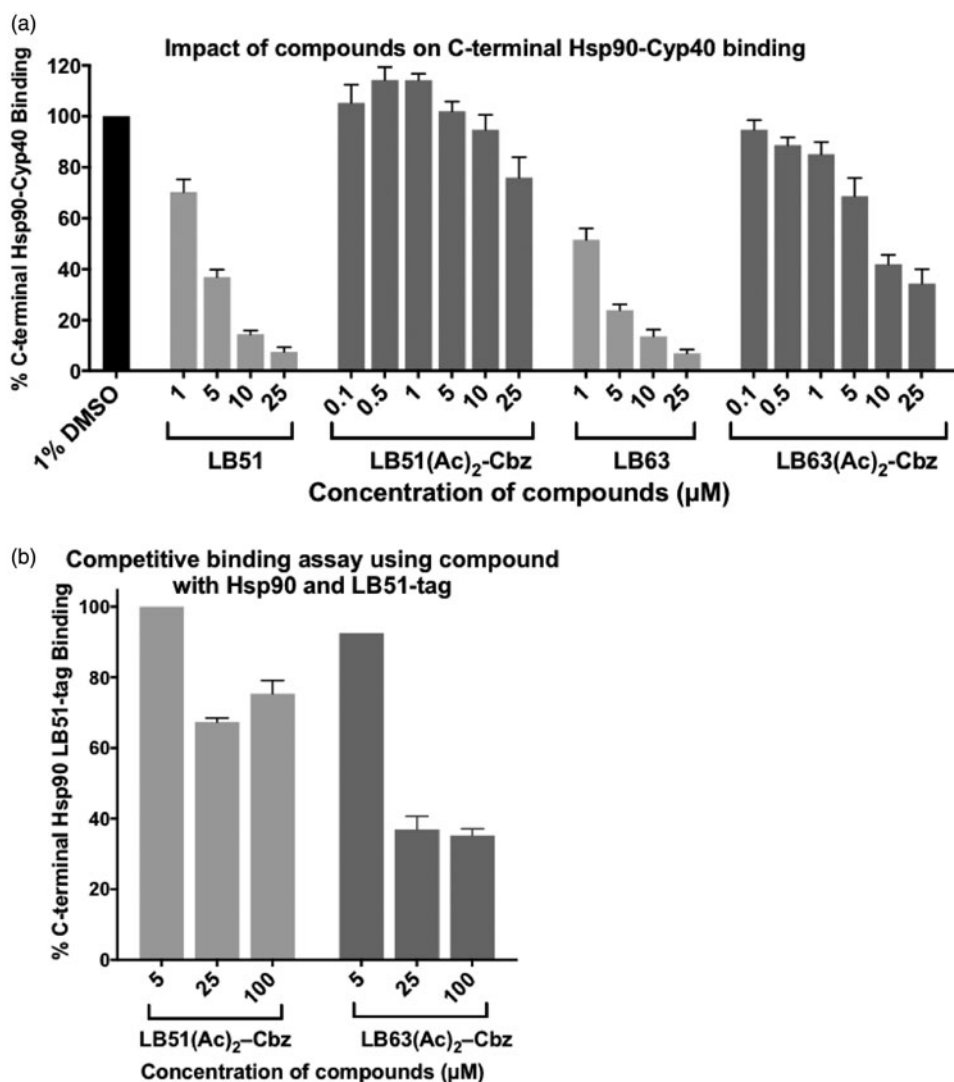 (a)
Impact of compounds on C-terminal Hsp90-Cyp40 binding
% C-terminal Hsp90-Cyp40 Binding
120
100
80
60
40
20
0
1% DMSO
1 5 10 25 0.1 0.5 1 5 10 25 1 5 10 25 0.1 0.5 1 5 10 25
LB51 LB51(Ac)₂-Cbz LB63 LB63(Ac)₂-Cbz
Concentration of compounds (µM)
(b)
Competitive binding assay using compound
with Hsp90 and LB51-tag
% C-terminal Hsp90 LB51-tag Binding
100
80
60
40
20
0
5 25 100 5 25 100
LB51(Ac)₂–Cbz LB63(Ac)₂–Cbz
Concentration of compounds (µM)